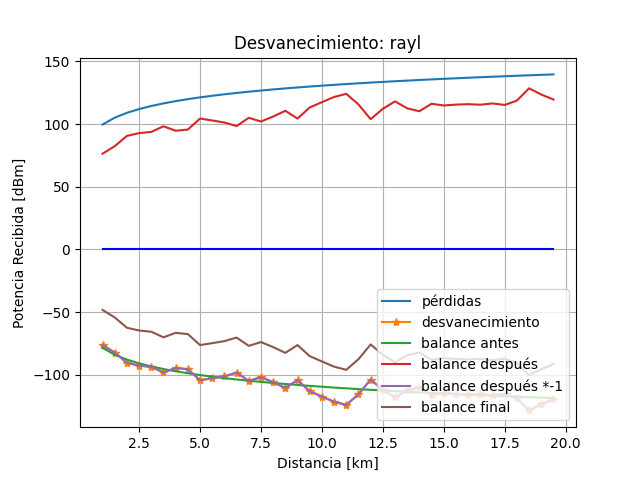 Desvanecimiento: rayl
Potencia Recibida [dBm]
150
100
50
0
−50
−100
pérdidas
desvanecimiento
balance antes
balance después
balance después *-1
balance final
2.5 5.0 7.5 10.0 12.5 15.0 17.5 20.0
Distancia [km]